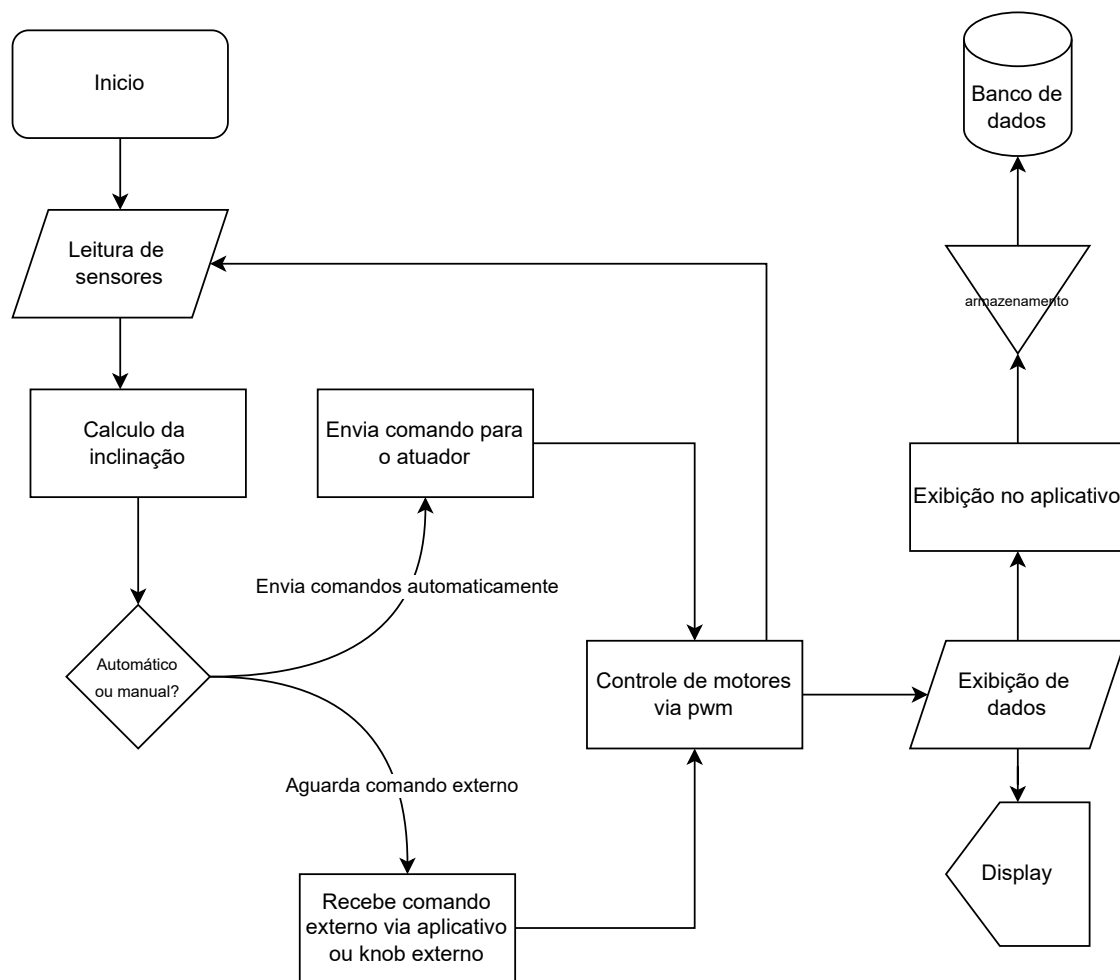 Inicio
Banco de
dados
Leitura de
sensores
armazenamento
Calculo da
inclinação
Envia comando para
o atuador
Exibição no aplicativo
Envia comandos automaticamente
Automático
ou manual?
Controle de motores
via pwm
Exibição de
dados
Aguarda comando externo
Display
Recebe comando
externo via aplicativo
ou knob externo